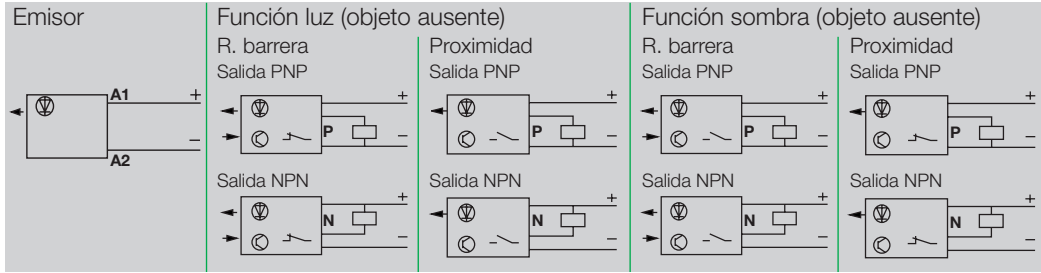 Emisor
A1
+
−
A2
Función luz (objeto ausente)
R. barrera
Salida PNP
+
P
−
Salida NPN
+
N
−
Proximidad
Salida PNP
+
P
−
Salida NPN
+
N
−
Función sombra (objeto ausente)
R. barrera
Salida PNP
+
P
−
Salida NPN
+
N
−
Proximidad
Salida PNP
+
P
−
Salida NPN
+
N
−